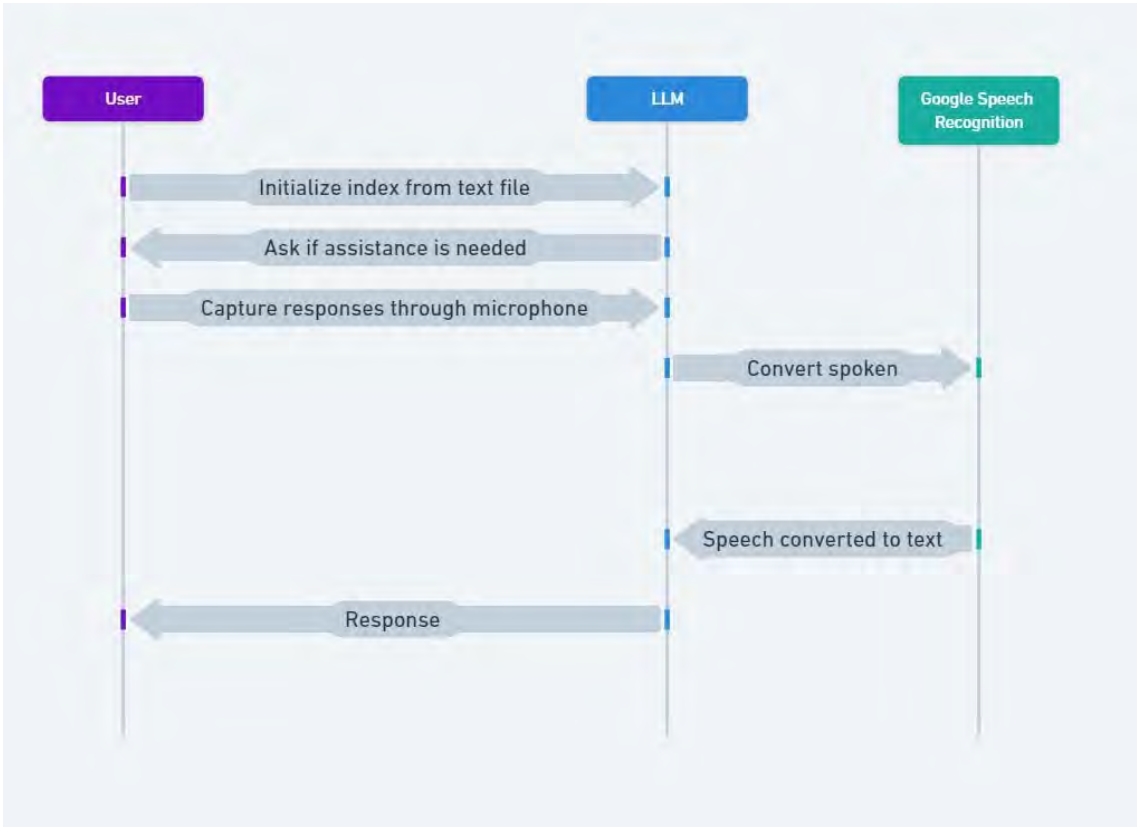 User
LLM
Google Speech
Recognition
Initialize index from text file
Ask if assistance is needed
Capture responses through microphone
Convert spoken
Speech converted to text
Response